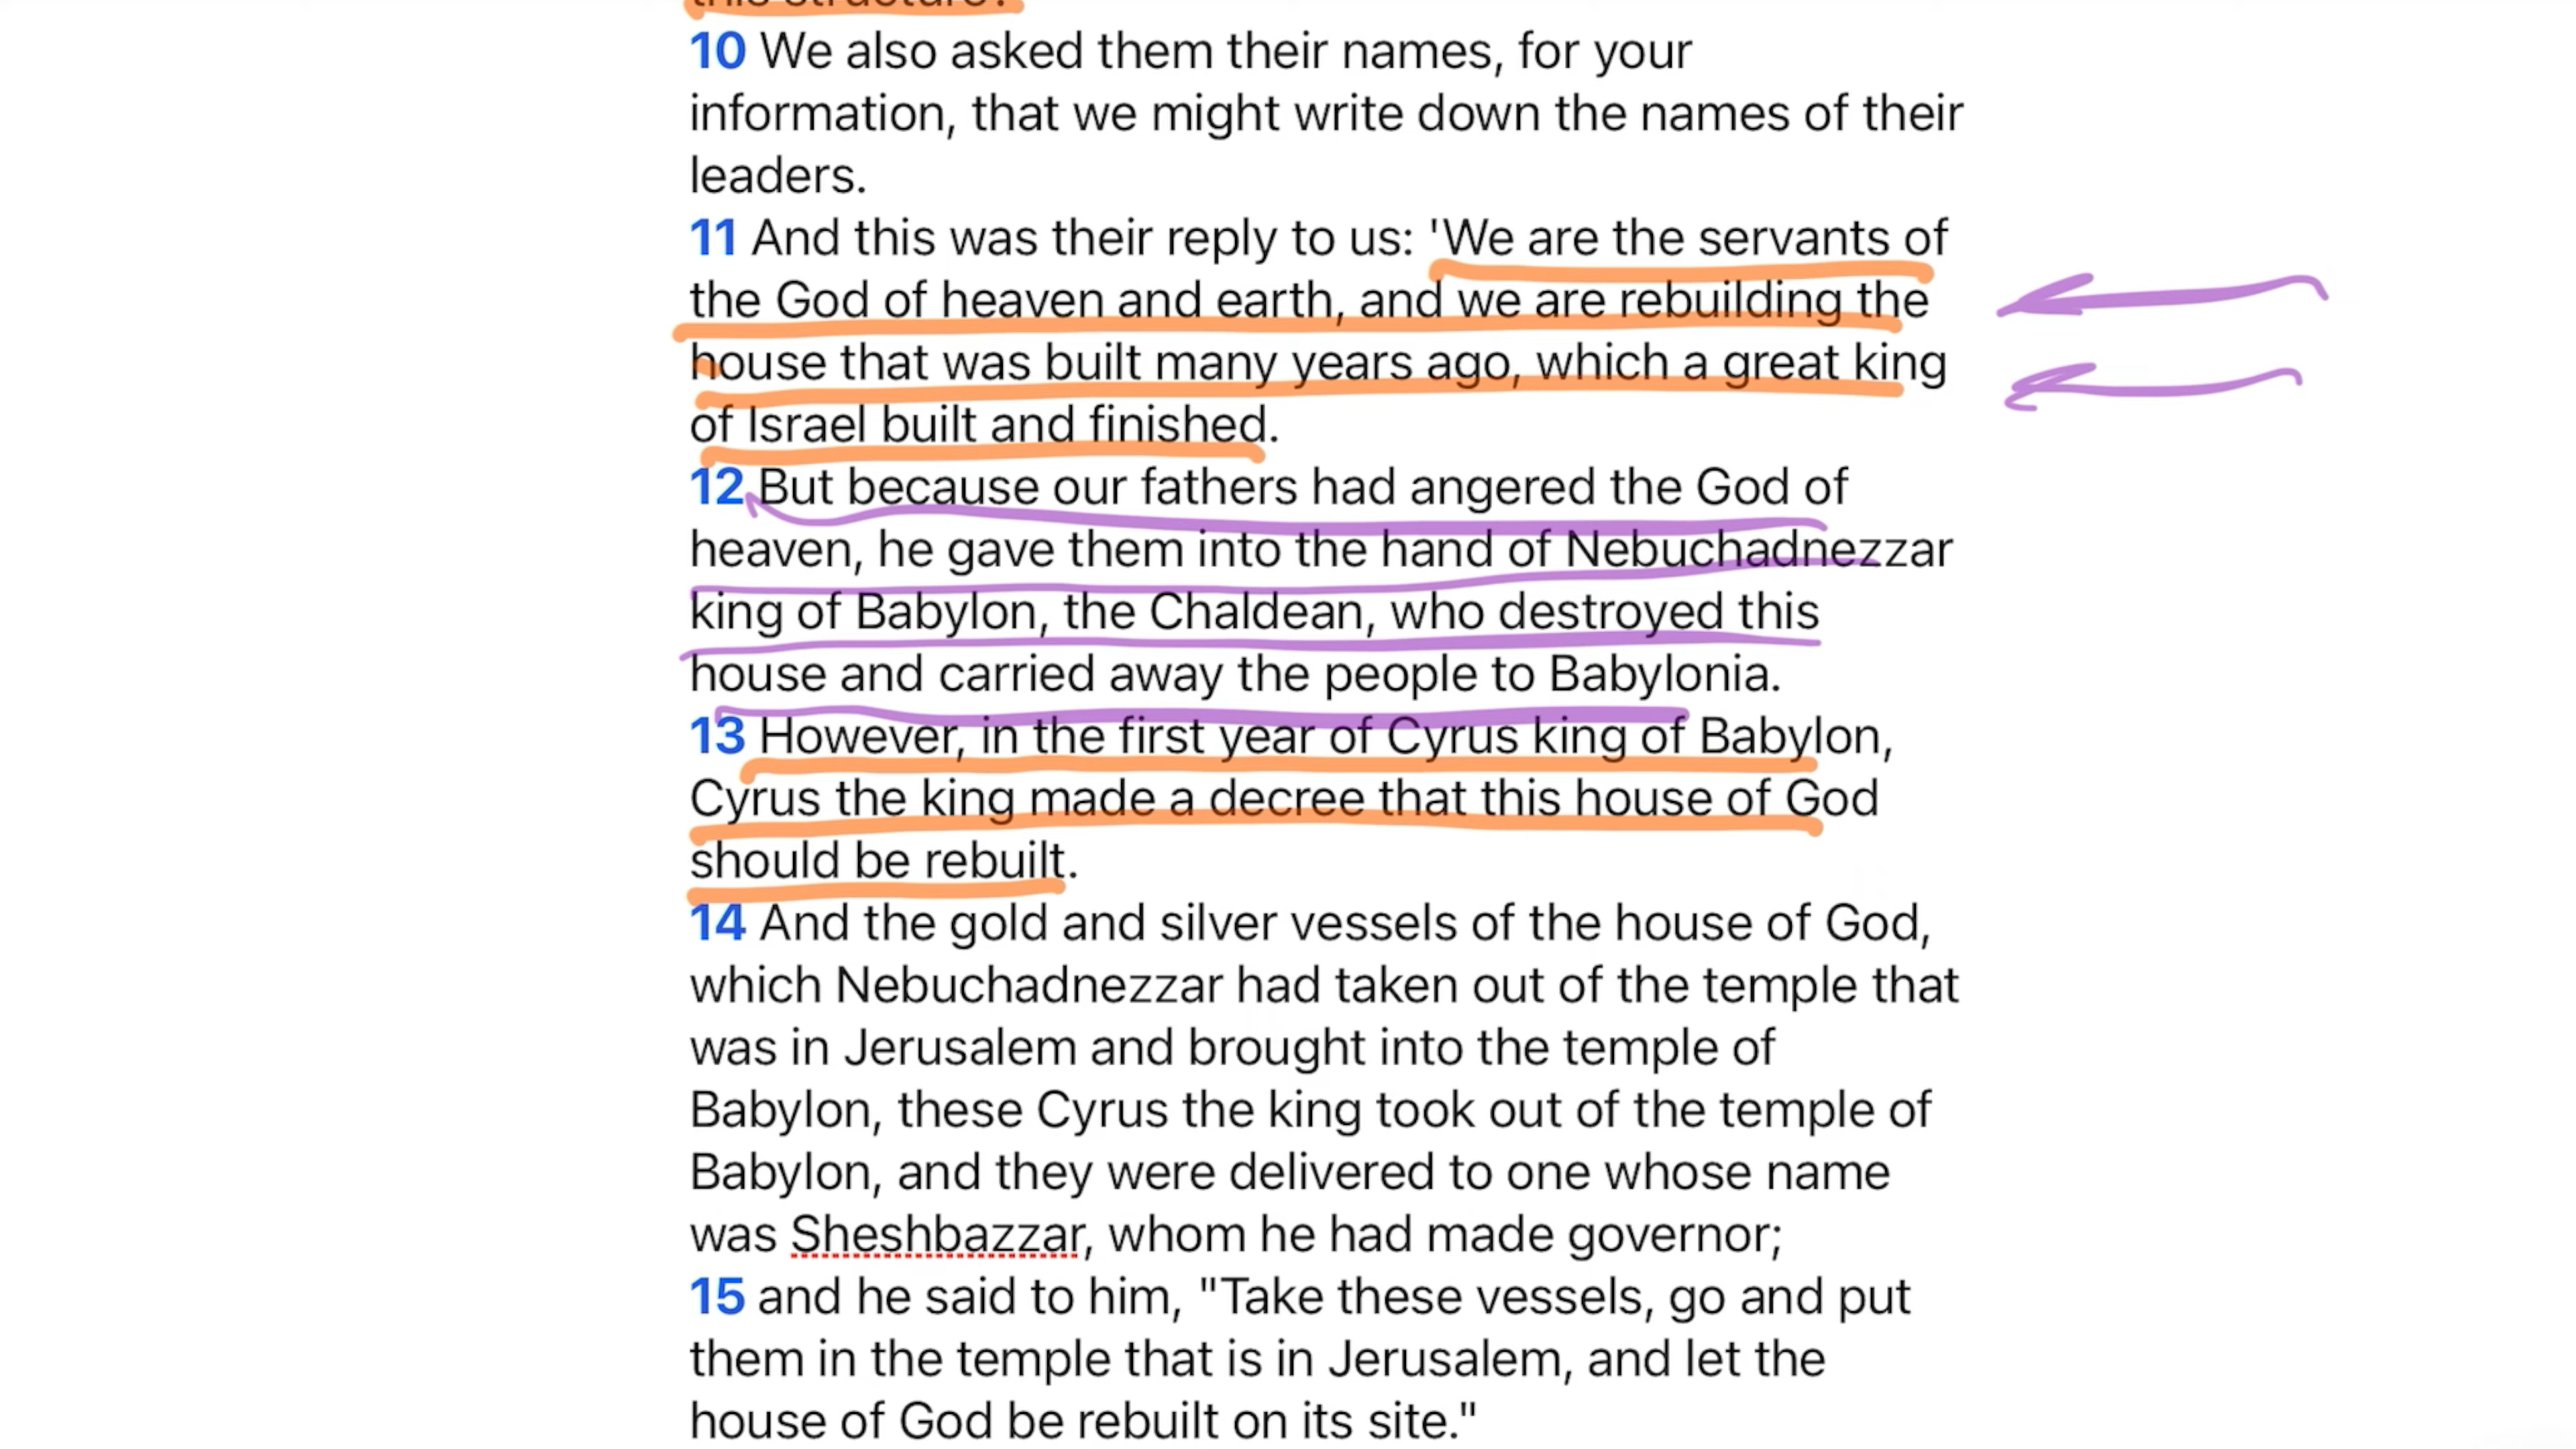 this structure?'
10 We also asked them their names, for your
information, that we might write down the names of their
leaders.
11 And this was their reply to us: 'We are the servants of
the God of heaven and earth, and we are rebuilding the
house that was built many years ago, which a great king
of Israel built and finished.
12 But because our fathers had angered the God of
heaven, he gave them into the hand of Nebuchadnezzar
king of Babylon, the Chaldean, who destroyed this
house and carried away the people to Babylonia.
13 However, in the first year of Cyrus king of Babylon,
Cyrus the king made a decree that this house of God
should be rebuilt.
14 And the gold and silver vessels of the house of God,
which Nebuchadnezzar had taken out of the temple that
was in Jerusalem and brought into the temple of
Babylon, these Cyrus the king took out of the temple of
Babylon, and they were delivered to one whose name
was Sheshbazzar, whom he had made governor;
15 and he said to him, "Take these vessels, go and put
them in the temple that is in Jerusalem, and let the
house of God be rebuilt on its site."